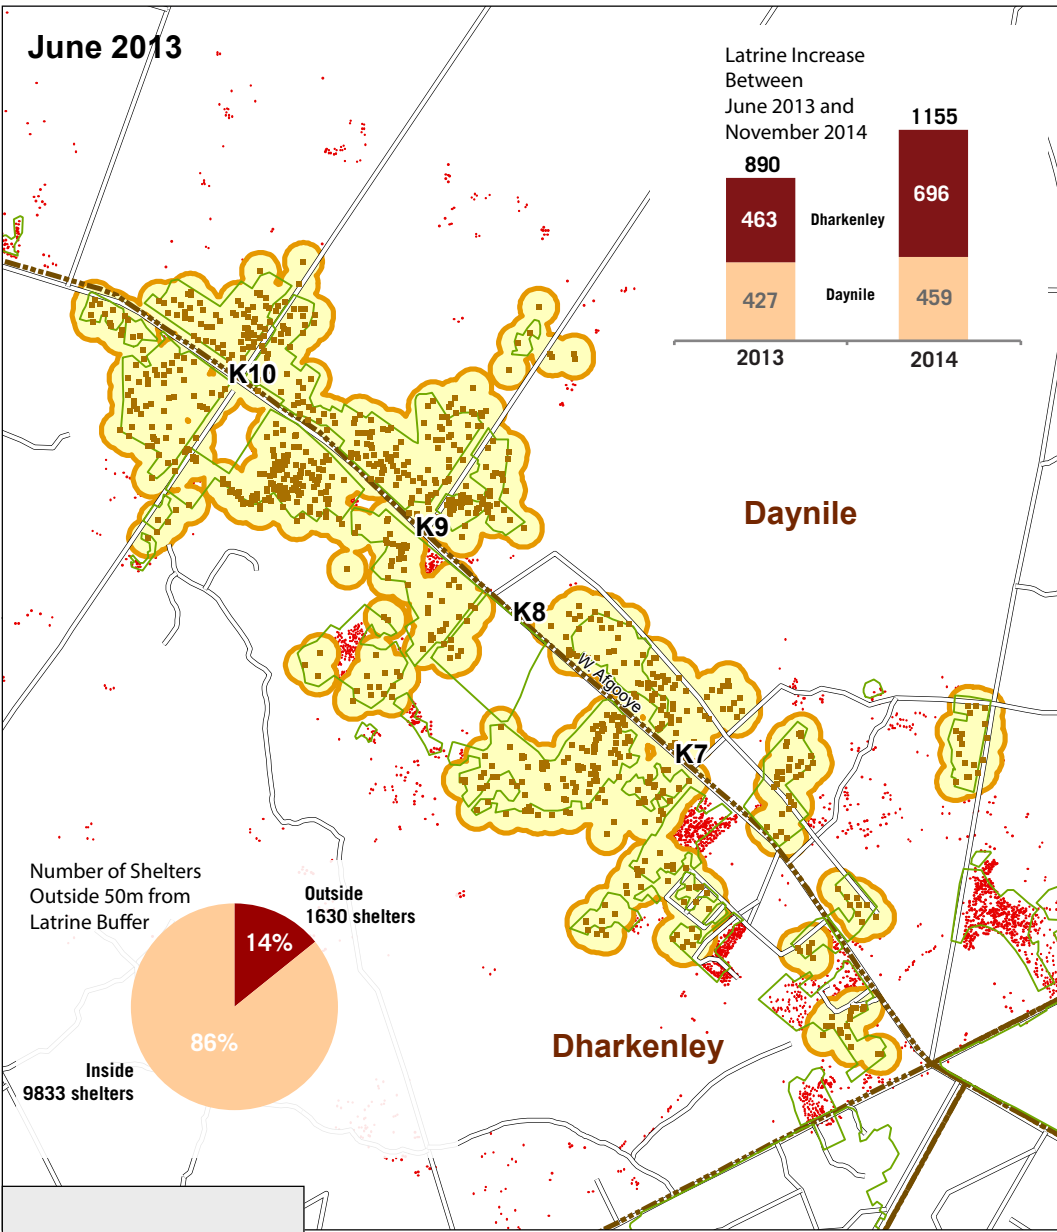 June 2013
Latrine Increase
Between
June 2013 and
November 2014
1155
890
696
463
Dharkenley
Daynile
459
427
2013
2014
K10
K9
Daynile
K8
W. Afgooye
K7
Number of Shelters
Outside 50m from
Latrine Buffer
Outside
1630 shelters
14%
86%
Inside
9833 shelters
Dharkenley